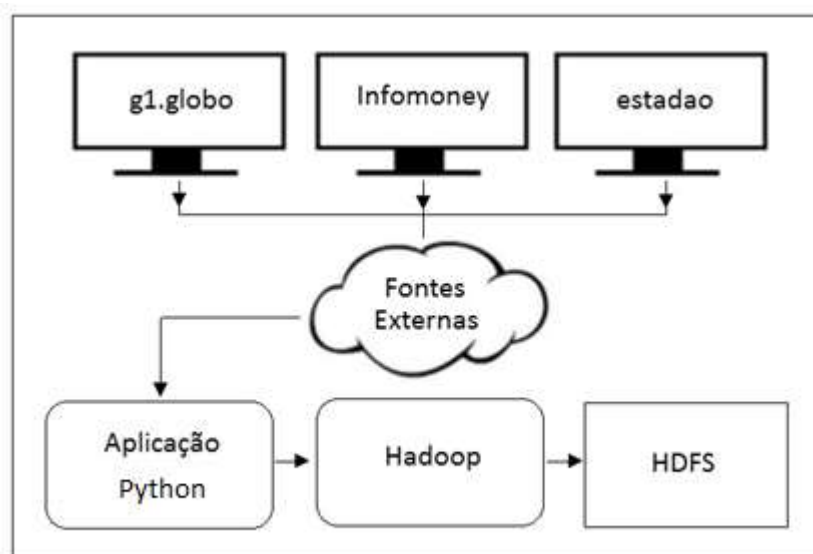 g1.globo
Infomoney
estadao
Fontes
Externas
Aplicação
Python
Hadoop
HDFS